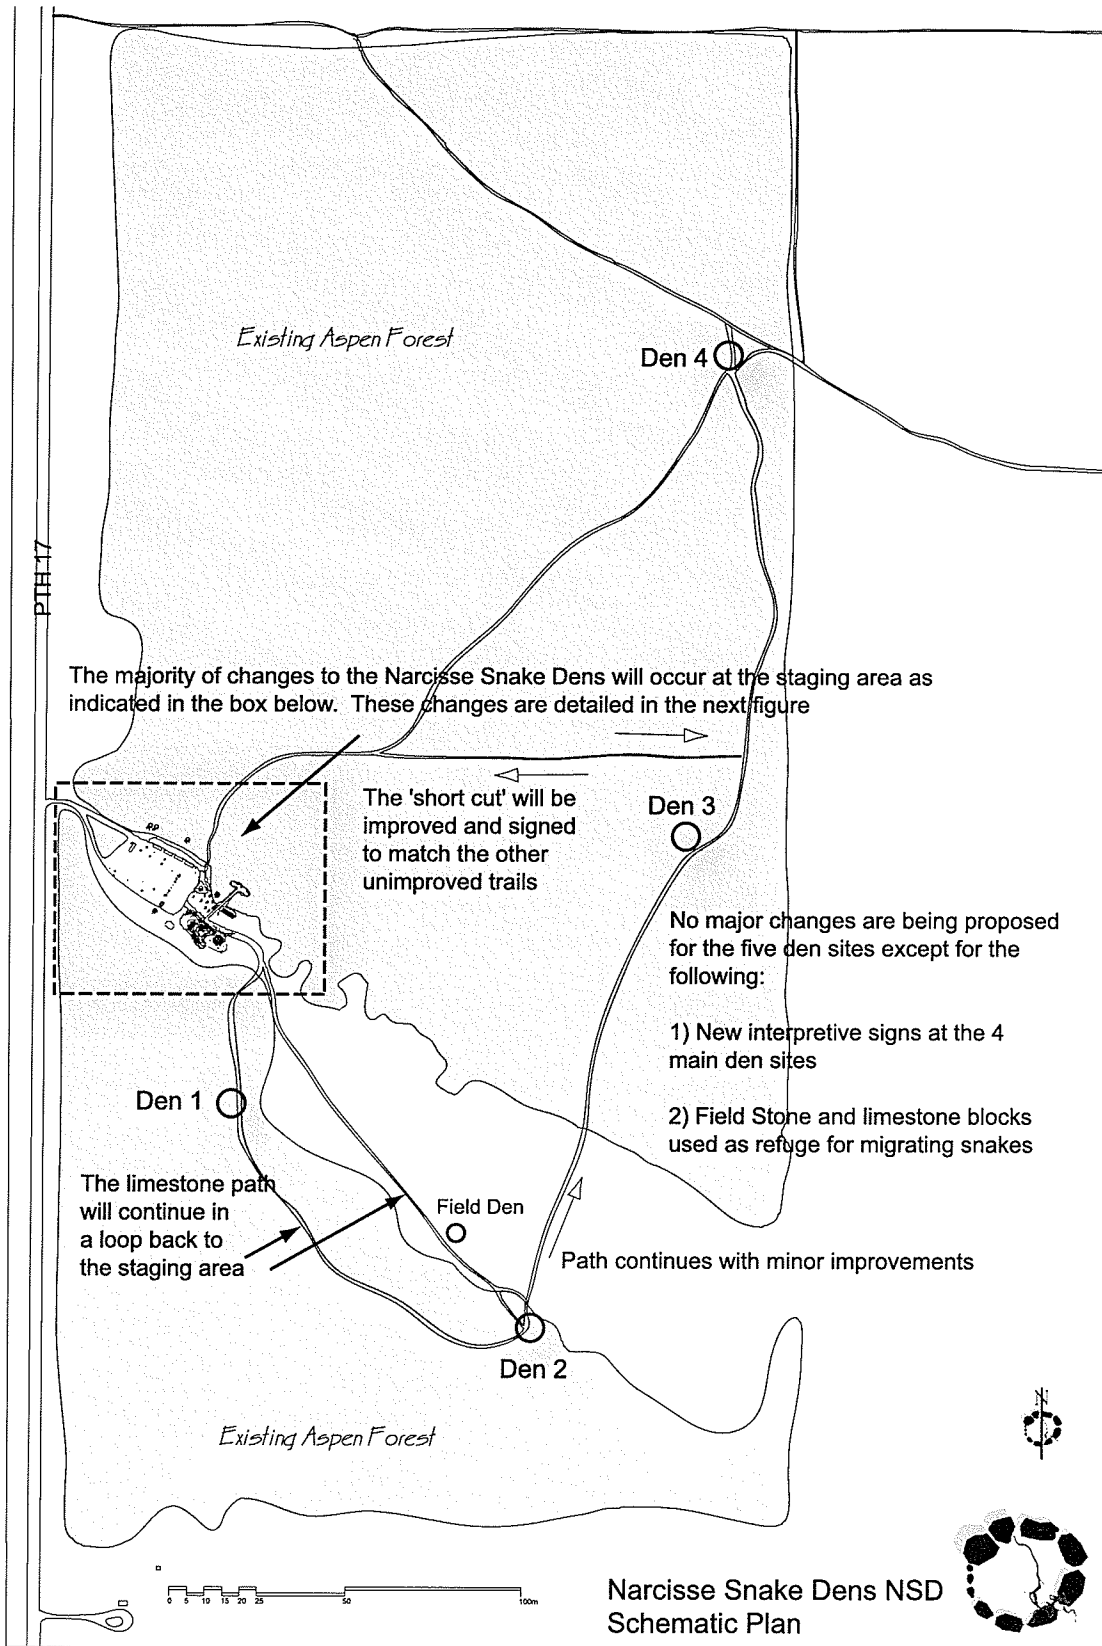 Existing Aspen Forest
Den 4
PTH 17
The majority of changes to the Narcisse Snake Dens will occur at the staging area as
indicated in the box below. These changes are detailed in the next figure
The 'short cut' will be
improved and signed
to match the other
unimproved trails
Den 3
No major changes are being proposed
for the five den sites except for the
following:
1) New interpretive signs at the 4
main den sites
2) Field Stone and limestone blocks
used as refuge for migrating snakes
Den 1
The limestone path
will continue in
a loop back to
the staging area
Field Den
Path continues with minor improvements
Den 2
Existing Aspen Forest
N
0 5 10 15 20 25 50 100m
Narcisse Snake Dens NSD
Schematic Plan